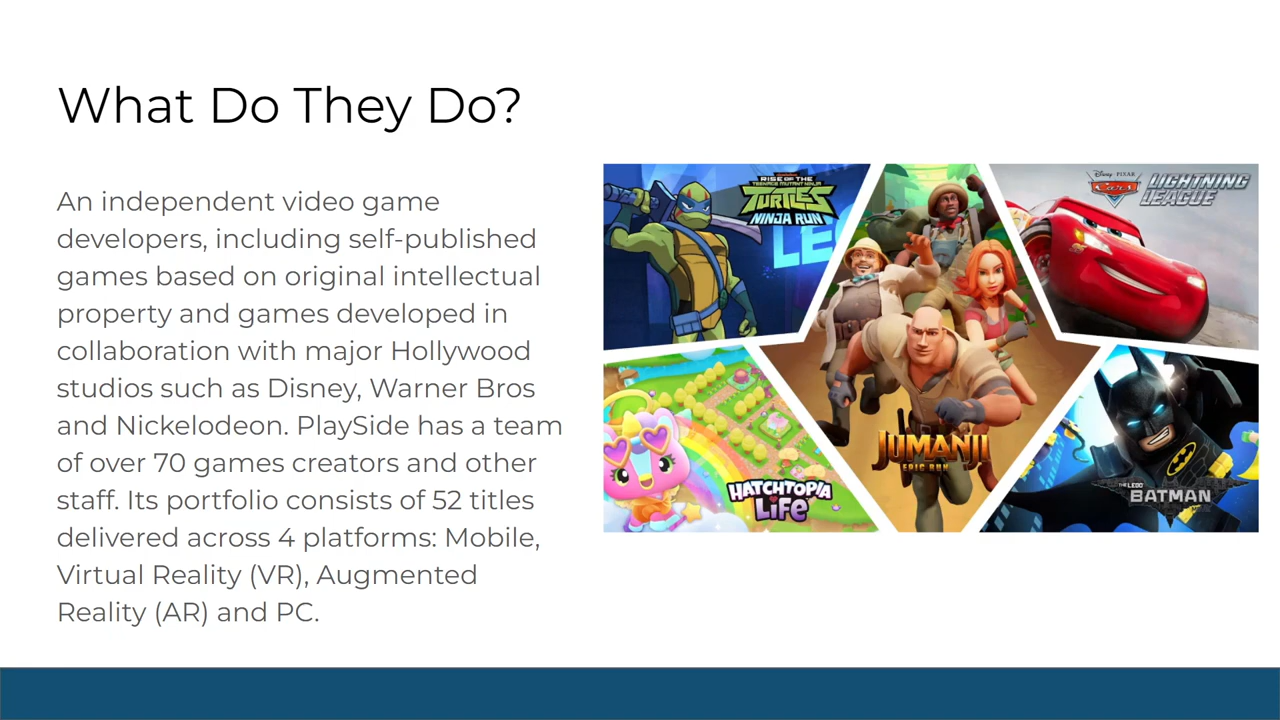 What Do They Do?
An independent video game
developers, including self-published
games based on original intellectual
property and games developed in
collaboration with major Hollywood
studios such as Disney, Warner Bros
and Nickelodeon. PlaySide has a team
of over 70 games creators and other
staff. Its portfolio consists of 52 titles
delivered across 4 platforms: Mobile,
Virtual Reality (VR), Augmented
Reality (AR) and PC.
RISE OF THE
TEENAGE MUTANT NINJA
TURTLES
NINJA RUN
LE
Disney PIXAR
Cars
LIGHTNING
LEAGUE
JUMANJI
EPIC RUN
HATCHTOPIA
LiFe
THE LEGO
BATMAN